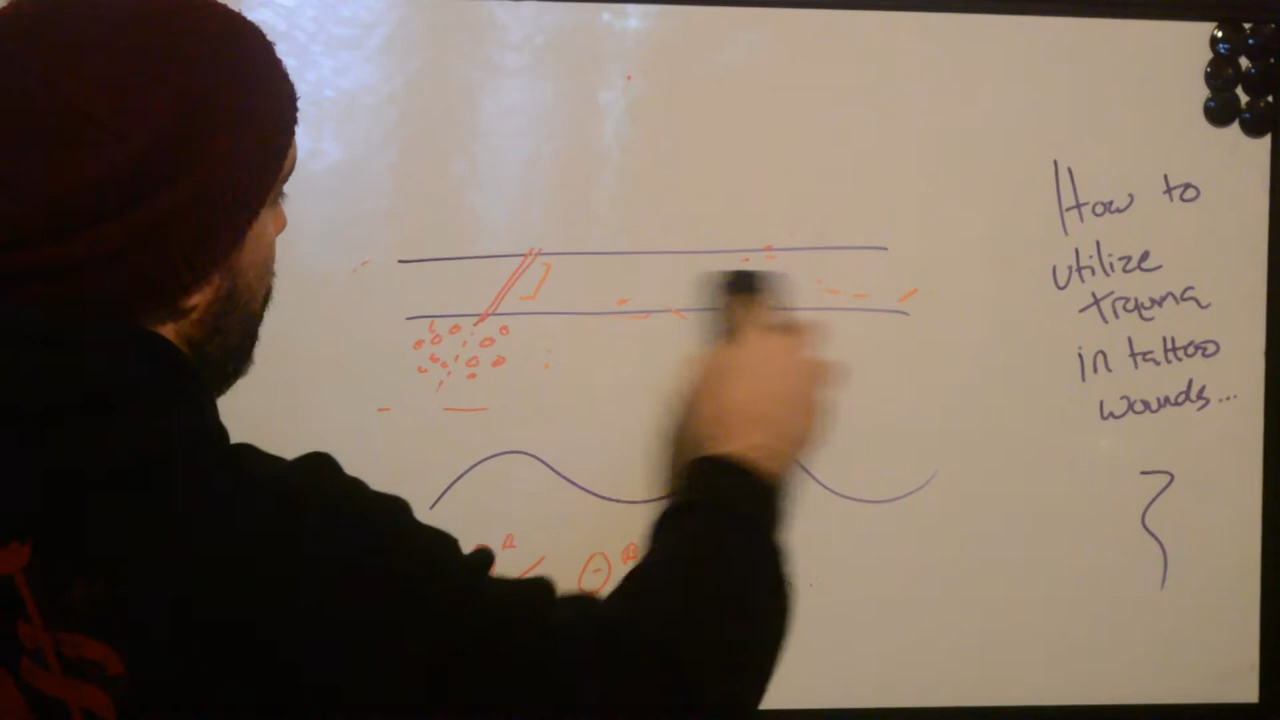 How to
utilize
trauma
in tattoo
wounds...
R
B